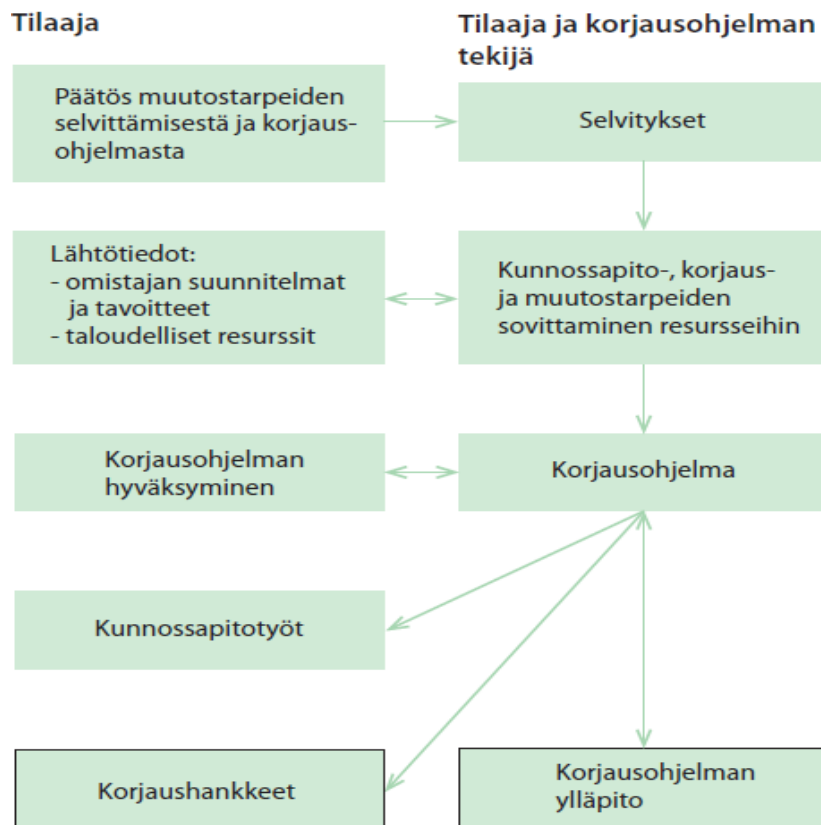 Tilaaja
Tilaaja ja korjausohjelman
tekijä
Päätös muutostarpeiden
selvittämisestä ja korjaus-
ohjelmasta
Selvitykset
Lähtötiedot:
- omistajan suunnitelmat
ja tavoitteet
- taloudelliset resurssit
Kunnossapito-, korjaus-
ja muutostarpeiden
sovittaminen resursseihin
Korjausohjelman
hyväksyminen
Korjausohjelma
Kunnossapitotyöt
Korjaushankkeet
Korjausohjelman
ylläpito